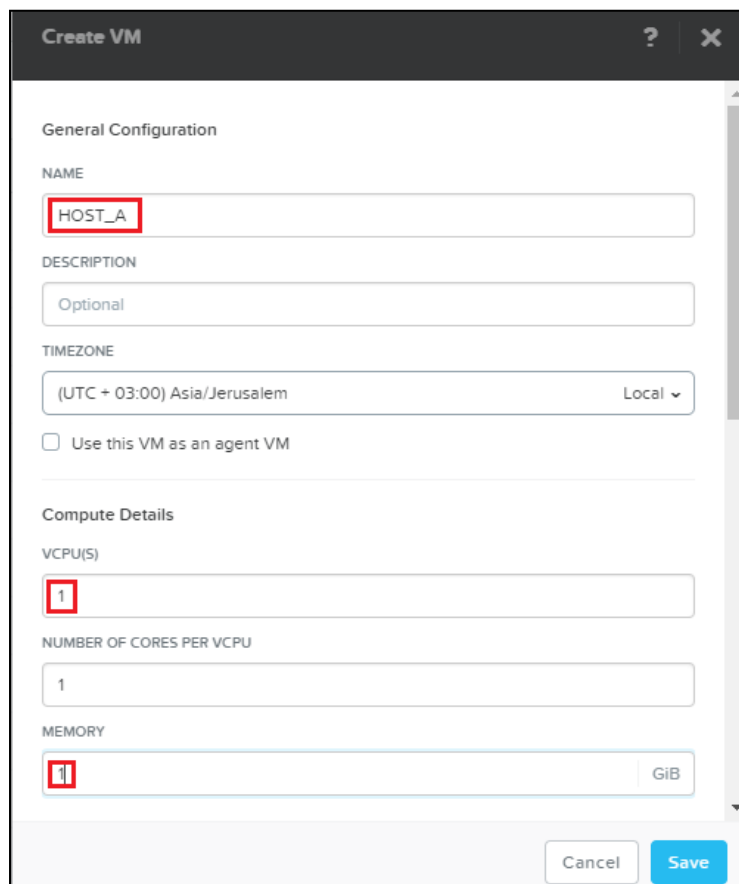 Create VM ? ×
General Configuration
NAME
HOST_A
DESCRIPTION
Optional
TIMEZONE
(UTC + 03:00) Asia/Jerusalem Local
Use this VM as an agent VM
Compute Details
VCPU(S)
1
NUMBER OF CORES PER VCPU
1
MEMORY
1 GiB
Cancel Save